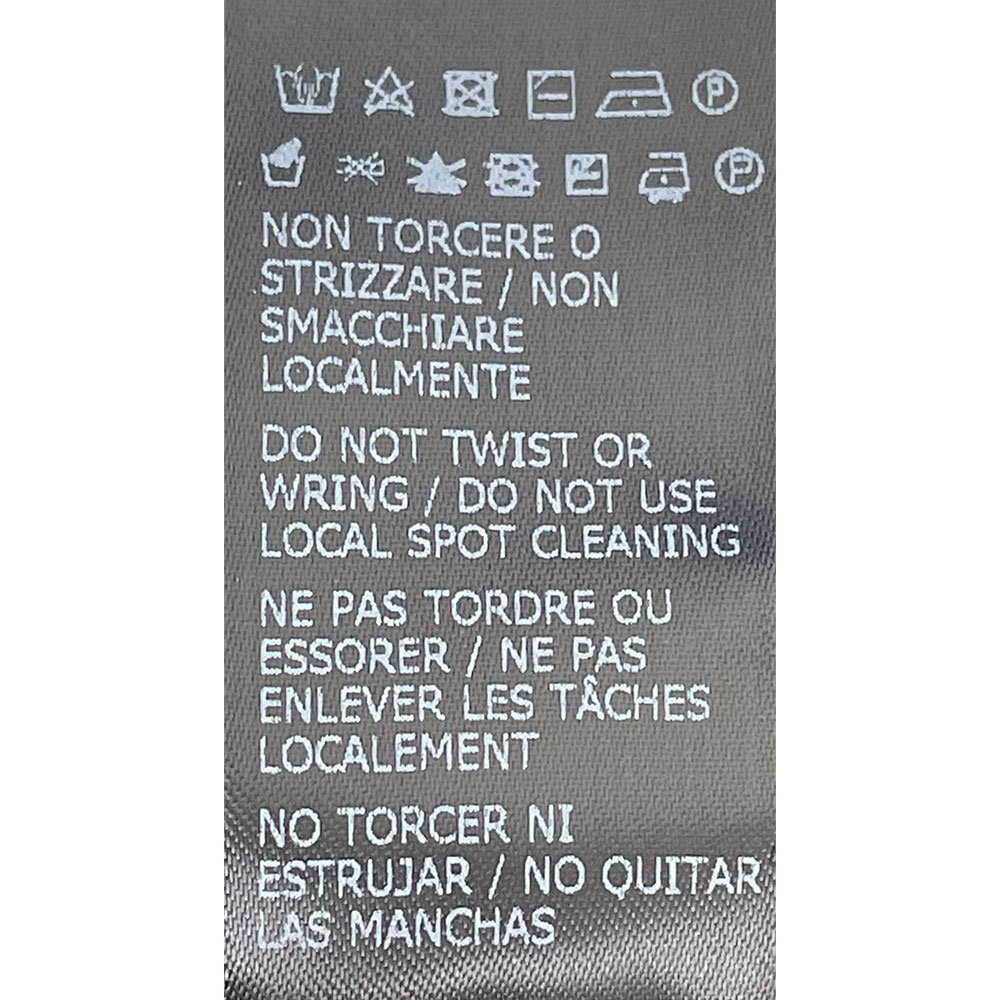 P
P
NON TORCERE O
STRIZZARE / NON
SMACCHIARE
LOCALMENTE
DO NOT TWIST OR
WRING / DO NOT USE
LOCAL SPOT CLEANING
NE PAS TORDRE OU
ESSORER / NE PAS
ENLEVER LES TÂCHES
LOCALEMENT
NO TORCER NI
ESTRUJAR / NO QUITAR
LAS MANCHAS